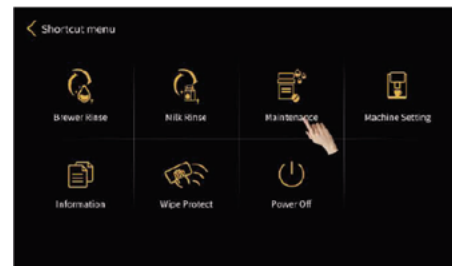 Shortcut menu
Brewer Rinse
Milk Rinse
Maintenance
Machine Setting
Information
Wipe Protect
Power Off